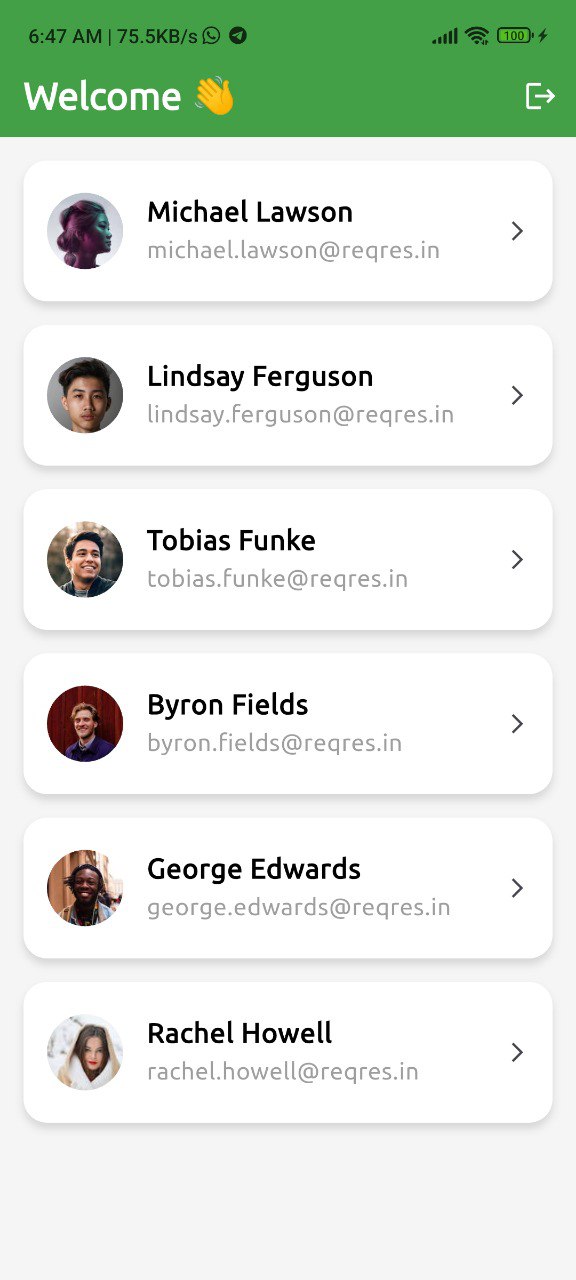 6:47 AM | 75.5KB/s
100
Welcome 👋
Michael Lawson
michael.lawson@reqres.in
Lindsay Ferguson
lindsay.ferguson@reqres.in
Tobias Funke
tobias.funke@reqres.in
Byron Fields
byron.fields@reqres.in
George Edwards
george.edwards@reqres.in
Rachel Howell
rachel.howell@reqres.in